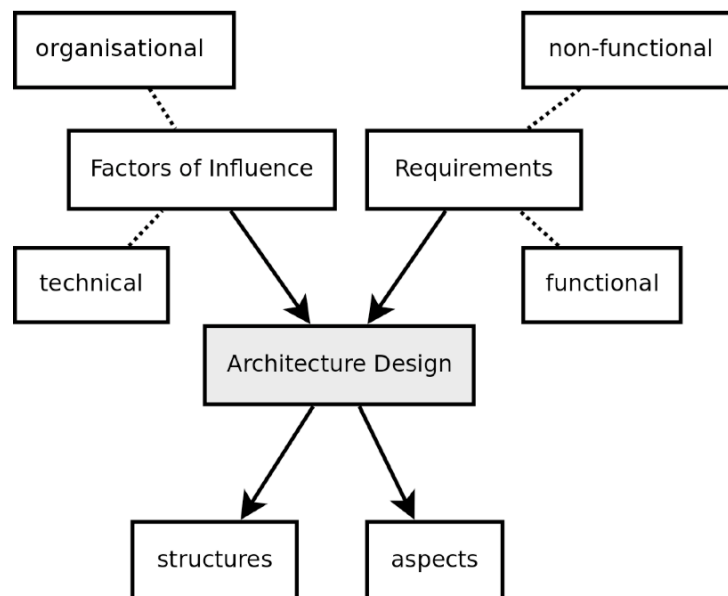 organisational
non-functional
Factors of Influence
Requirements
technical
functional
Architecture Design
structures
aspects